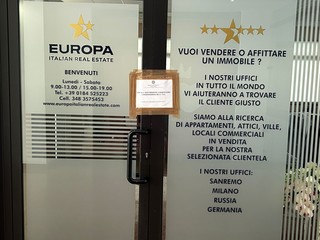 EUROPA
ITALIAN REAL ESTATE
BENVENUTI
Lunedì - Sabato
9.00-13.00 / 15.00-19.00
Tel. +39 0184 525223
Cell. 348 3575453
www.europaitalianrealestate.com
VUOI VENDERE O AFFITTARE
UN IMMOBILE ?
I NOSTRI UFFICI
IN TUTTO IL MONDO
VI AIUTERANNO A TROVARE
IL CLIENTE GIUSTO
SIAMO ALLA RICERCA
DI APPARTAMENTI, ATTICI, VILLE,
LOCALI COMMERCIALI
IN VENDITA
PER LA NOSTRA
SELEZIONATA CLIENTELA
I NOSTRI UFFICI:
SANREMO
MILANO
RUSSIA
GERMANIA